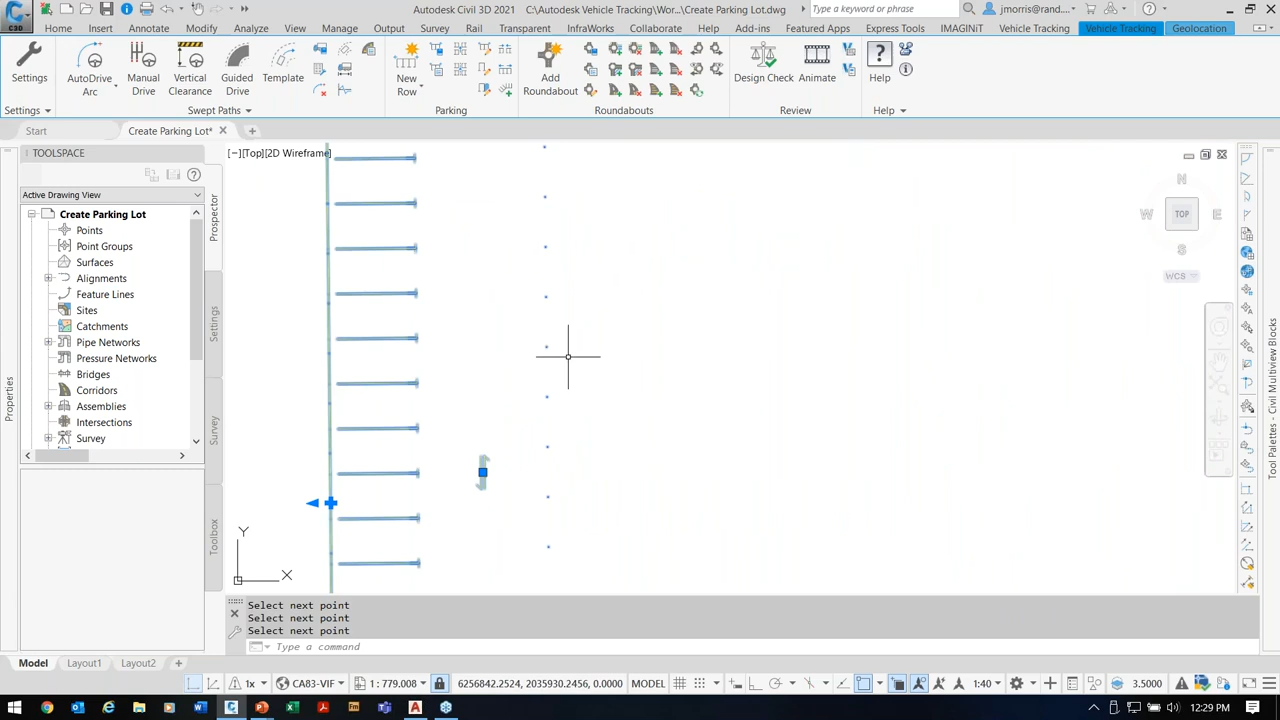 Autodesk Civil 3D 2021 C:\Autodesk Vehicle Tracking\Wor...\Create Parking Lot.dwg
Type a keyword or phrase
jmorris@rand...
C3D
Home Insert Annotate Modify Analyze View Manage Output Survey Rail Transparent InfraWorks Collaborate Help Add-ins Featured Apps Express Tools IMAGINiT Vehicle Tracking Vehicle Tracking Geolocation
Settings
AutoDrive Arc
Manual Drive
Vertical Clearance
Guided Drive
Template
New Row
Add Roundabout
Design Check
Animate
Help
Settings Swept Paths Parking Roundabouts Review Help
Start Create Parking Lot*
TOOLSPACE
Active Drawing View
Create Parking Lot
Points
Point Groups
Surfaces
Alignments
Feature Lines
Sites
Catchments
Pipe Networks
Pressure Networks
Bridges
Corridors
Assemblies
Intersections
Survey
Properties
Prospector
Settings
Survey
Toolbox
[−][Top][2D Wireframe]
N
W TOP E
S
WCS
Y
X
Tool Palettes - Civil Multiview Blocks
Select next point
Select next point
Select next point
Type a command
Model Layout1 Layout2
1x CA83-VIF 1 : 779.008 6256842.2524, 2035930.2456, 0.0000 MODEL 1:40 3.5000
12:29 PM